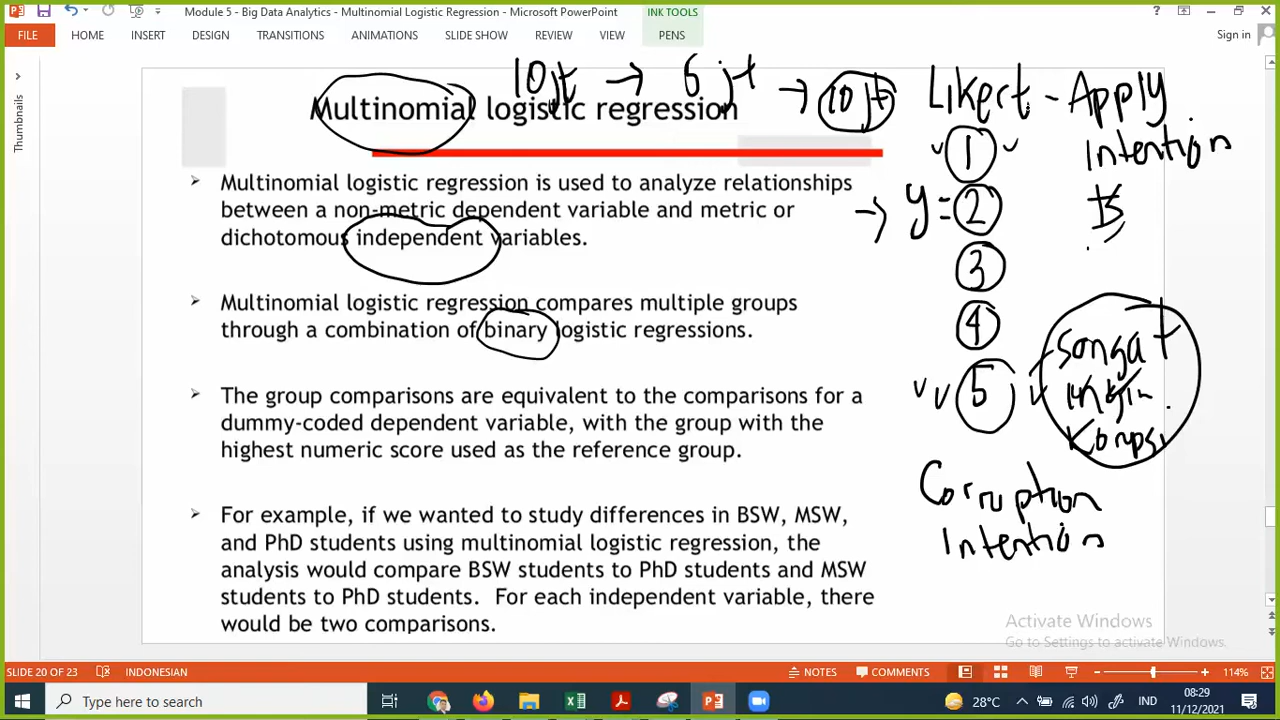 Module 5 - Big Data Analytics - Multinomial Logistic Regression - Microsoft PowerPoint
INK TOOLS
?
FILE HOME INSERT DESIGN TRANSITIONS ANIMATIONS SLIDE SHOW REVIEW VIEW PENS
Sign in
Thumbnails
10jt → 6 jt → 10 jt
Multinomial logistic regression
Likert - Apply
Intention
1
→ y = 2
3
4
5
Multinomial logistic regression is used to analyze relationships
between a non-metric dependent variable and metric or
dichotomous independent variables.
Multinomial logistic regression compares multiple groups
through a combination of binary logistic regressions.
The group comparisons are equivalent to the comparisons for a
dummy-coded dependent variable, with the group with the
highest numeric score used as the reference group.
For example, if we wanted to study differences in BSW, MSW,
and PhD students using multinomial logistic regression, the
analysis would compare BSW students to PhD students and MSW
students to PhD students. For each independent variable, there
would be two comparisons.
Corruption
Intention
Activate Windows
Go to Settings to activate Windows.
SLIDE 20 OF 23 INDONESIAN NOTES COMMENTS 114%
Type here to search
28°C IND
08:29
11/12/2021